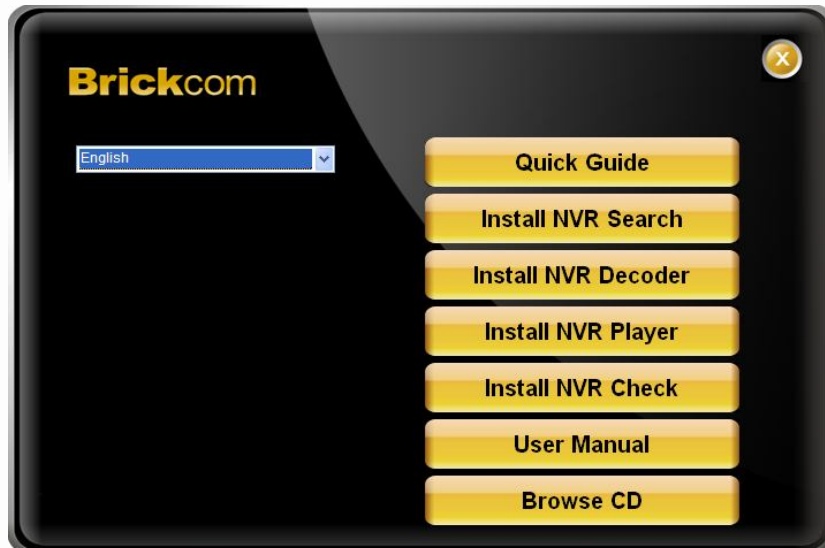 Brickcom
X
English
Quick Guide
Install NVR Search
Install NVR Decoder
Install NVR Player
Install NVR Check
User Manual
Browse CD